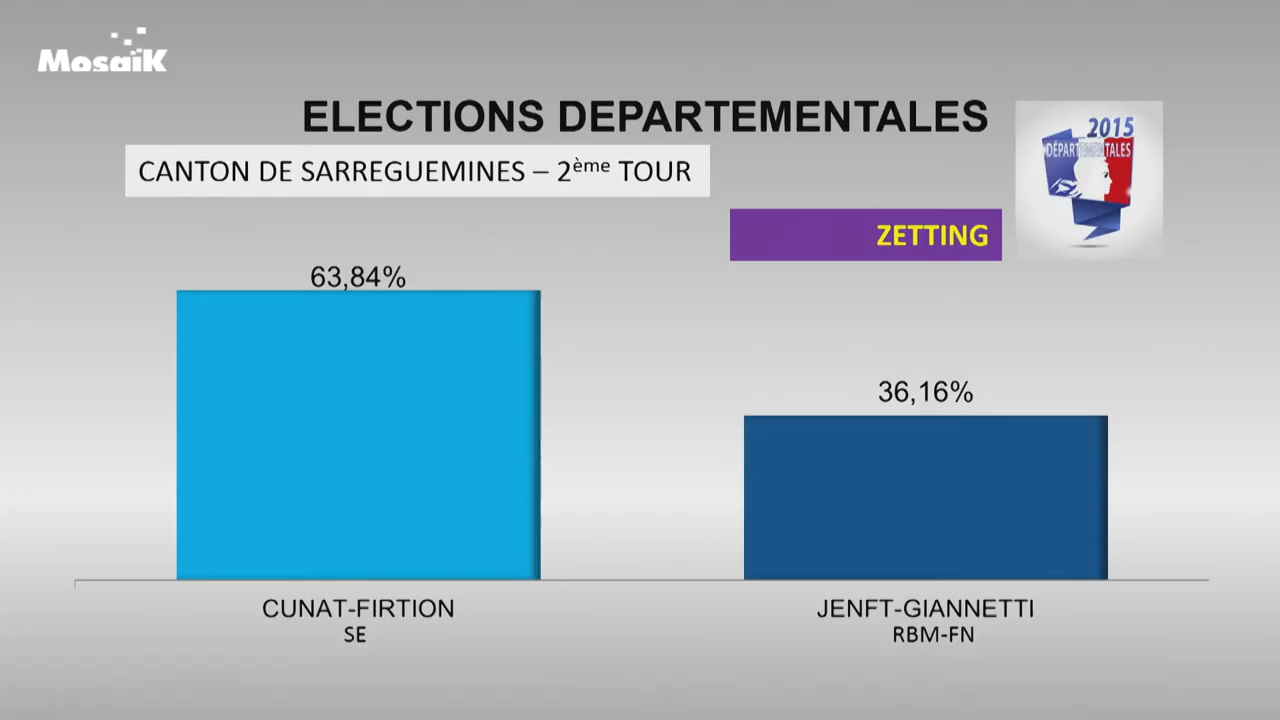 MosaiK
ELECTIONS DEPARTEMENTALES
2015
DÉPARTEMENTALES
CANTON DE SARREGUEMINES – 2ème TOUR
ZETTING
63,84%
36,16%
CUNAT-FIRTION
SE
JENFT-GIANNETTI
RBM-FN